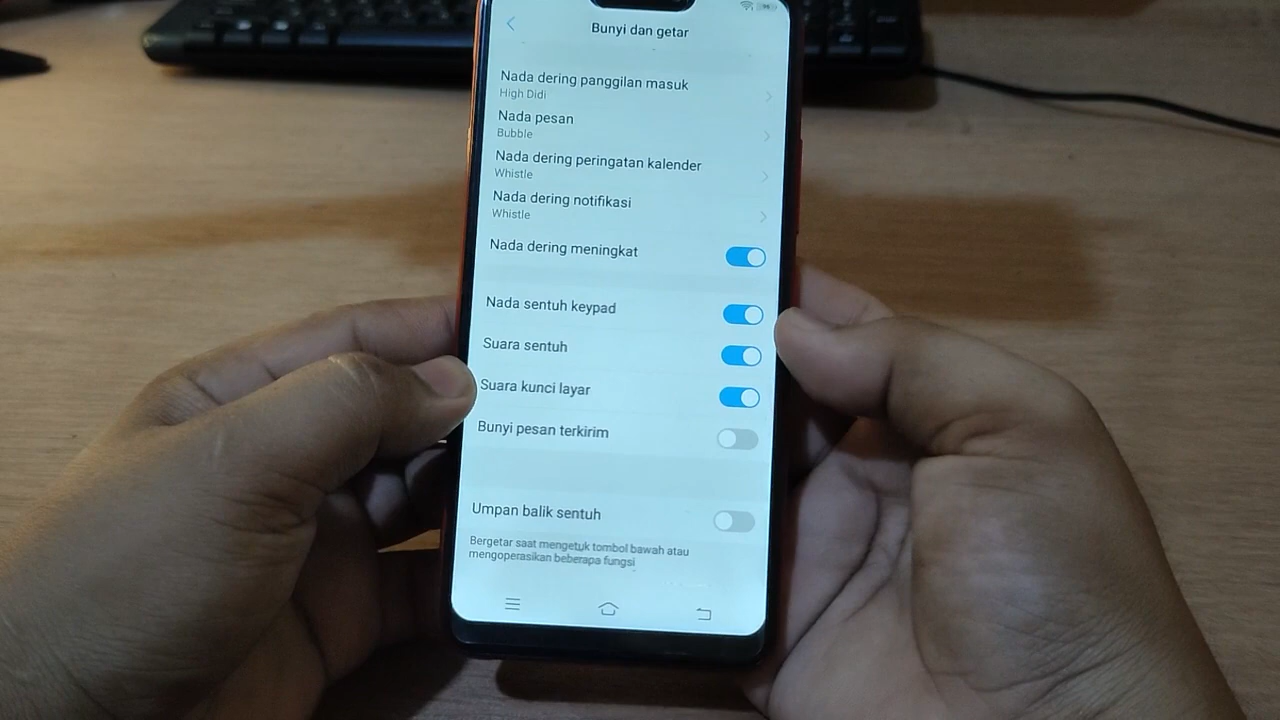 Bunyi dan getar
Nada dering panggilan masuk
High Didi
Nada pesan
Bubble
Nada dering peringatan kalender
Whistle
Nada dering notifikasi
Whistle
Nada dering meningkat
Nada sentuh keypad
Suara sentuh
Suara kunci layar
Bunyi pesan terkirim
Umpan balik sentuh
Bergetar saat mengetuk tombol bawah atau
mengoperasikan beberapa fungsi